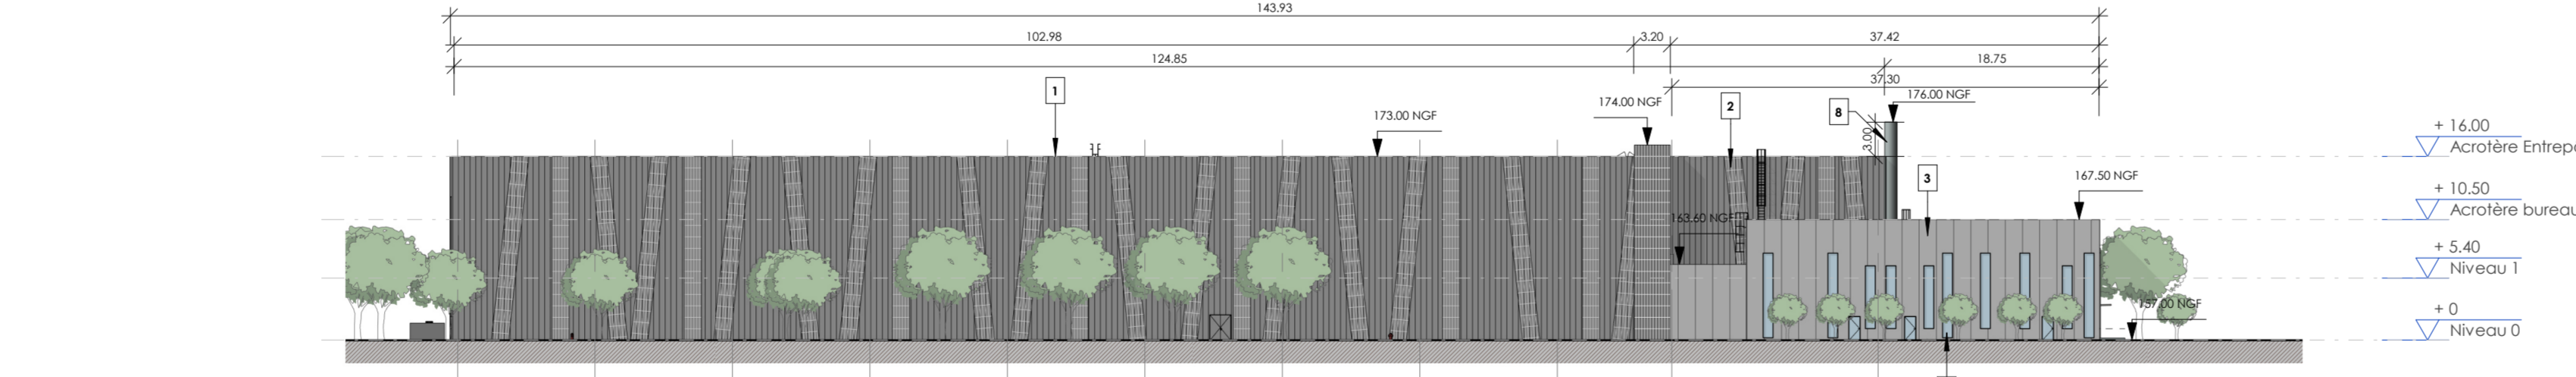 143.93
102.98
3.20
37.42
124.85
18.75
37.30
1
173.00 NGF
174.00 NGF
2
8
3.00
176.00 NGF
3
163.60 NGF
167.50 NGF
157.00 NGF
+ 16.00
Acrotère
+ 10.50
Acrotère bureau
+ 5.40
Niveau 1
+ 0
Niveau 0